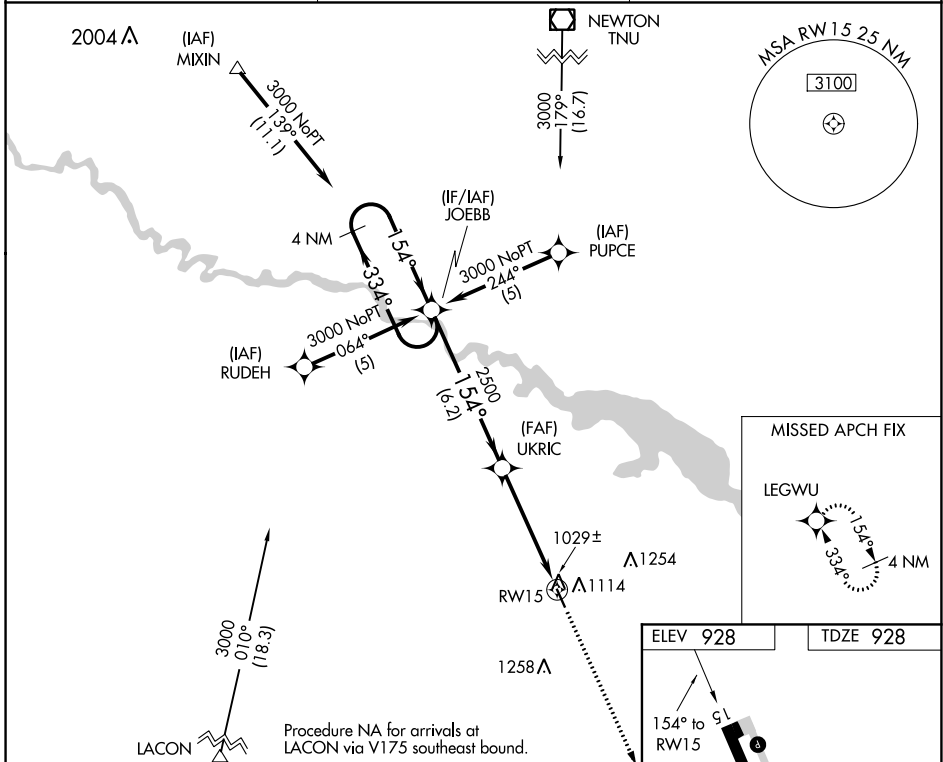 2004
(IAF)
MIXIN
3000 NoPT
139°
(11.1)
NEWTON
TNU
3000
179°
(16.7)
MSA RW15 25 NM
3100
(IF/IAF)
JOEBB
4 NM
154°
334°
(IAF)
PUPCE
3000 NoPT
244°
(5)
3000 NoPT
064°
(5)
(IAF)
RUDEH
2500
154°
(6.2)
(FAF)
UKRIC
MISSED APCH FIX
LEGWU
154°
334°
4 NM
1029±
1254
1114
RW15
1258
3000
010°
(18.3)
LACON
Procedure NA for arrivals at
LACON via V175 southeast bound.
ELEV 928
TDZE 928
154° to
RW15
15
P